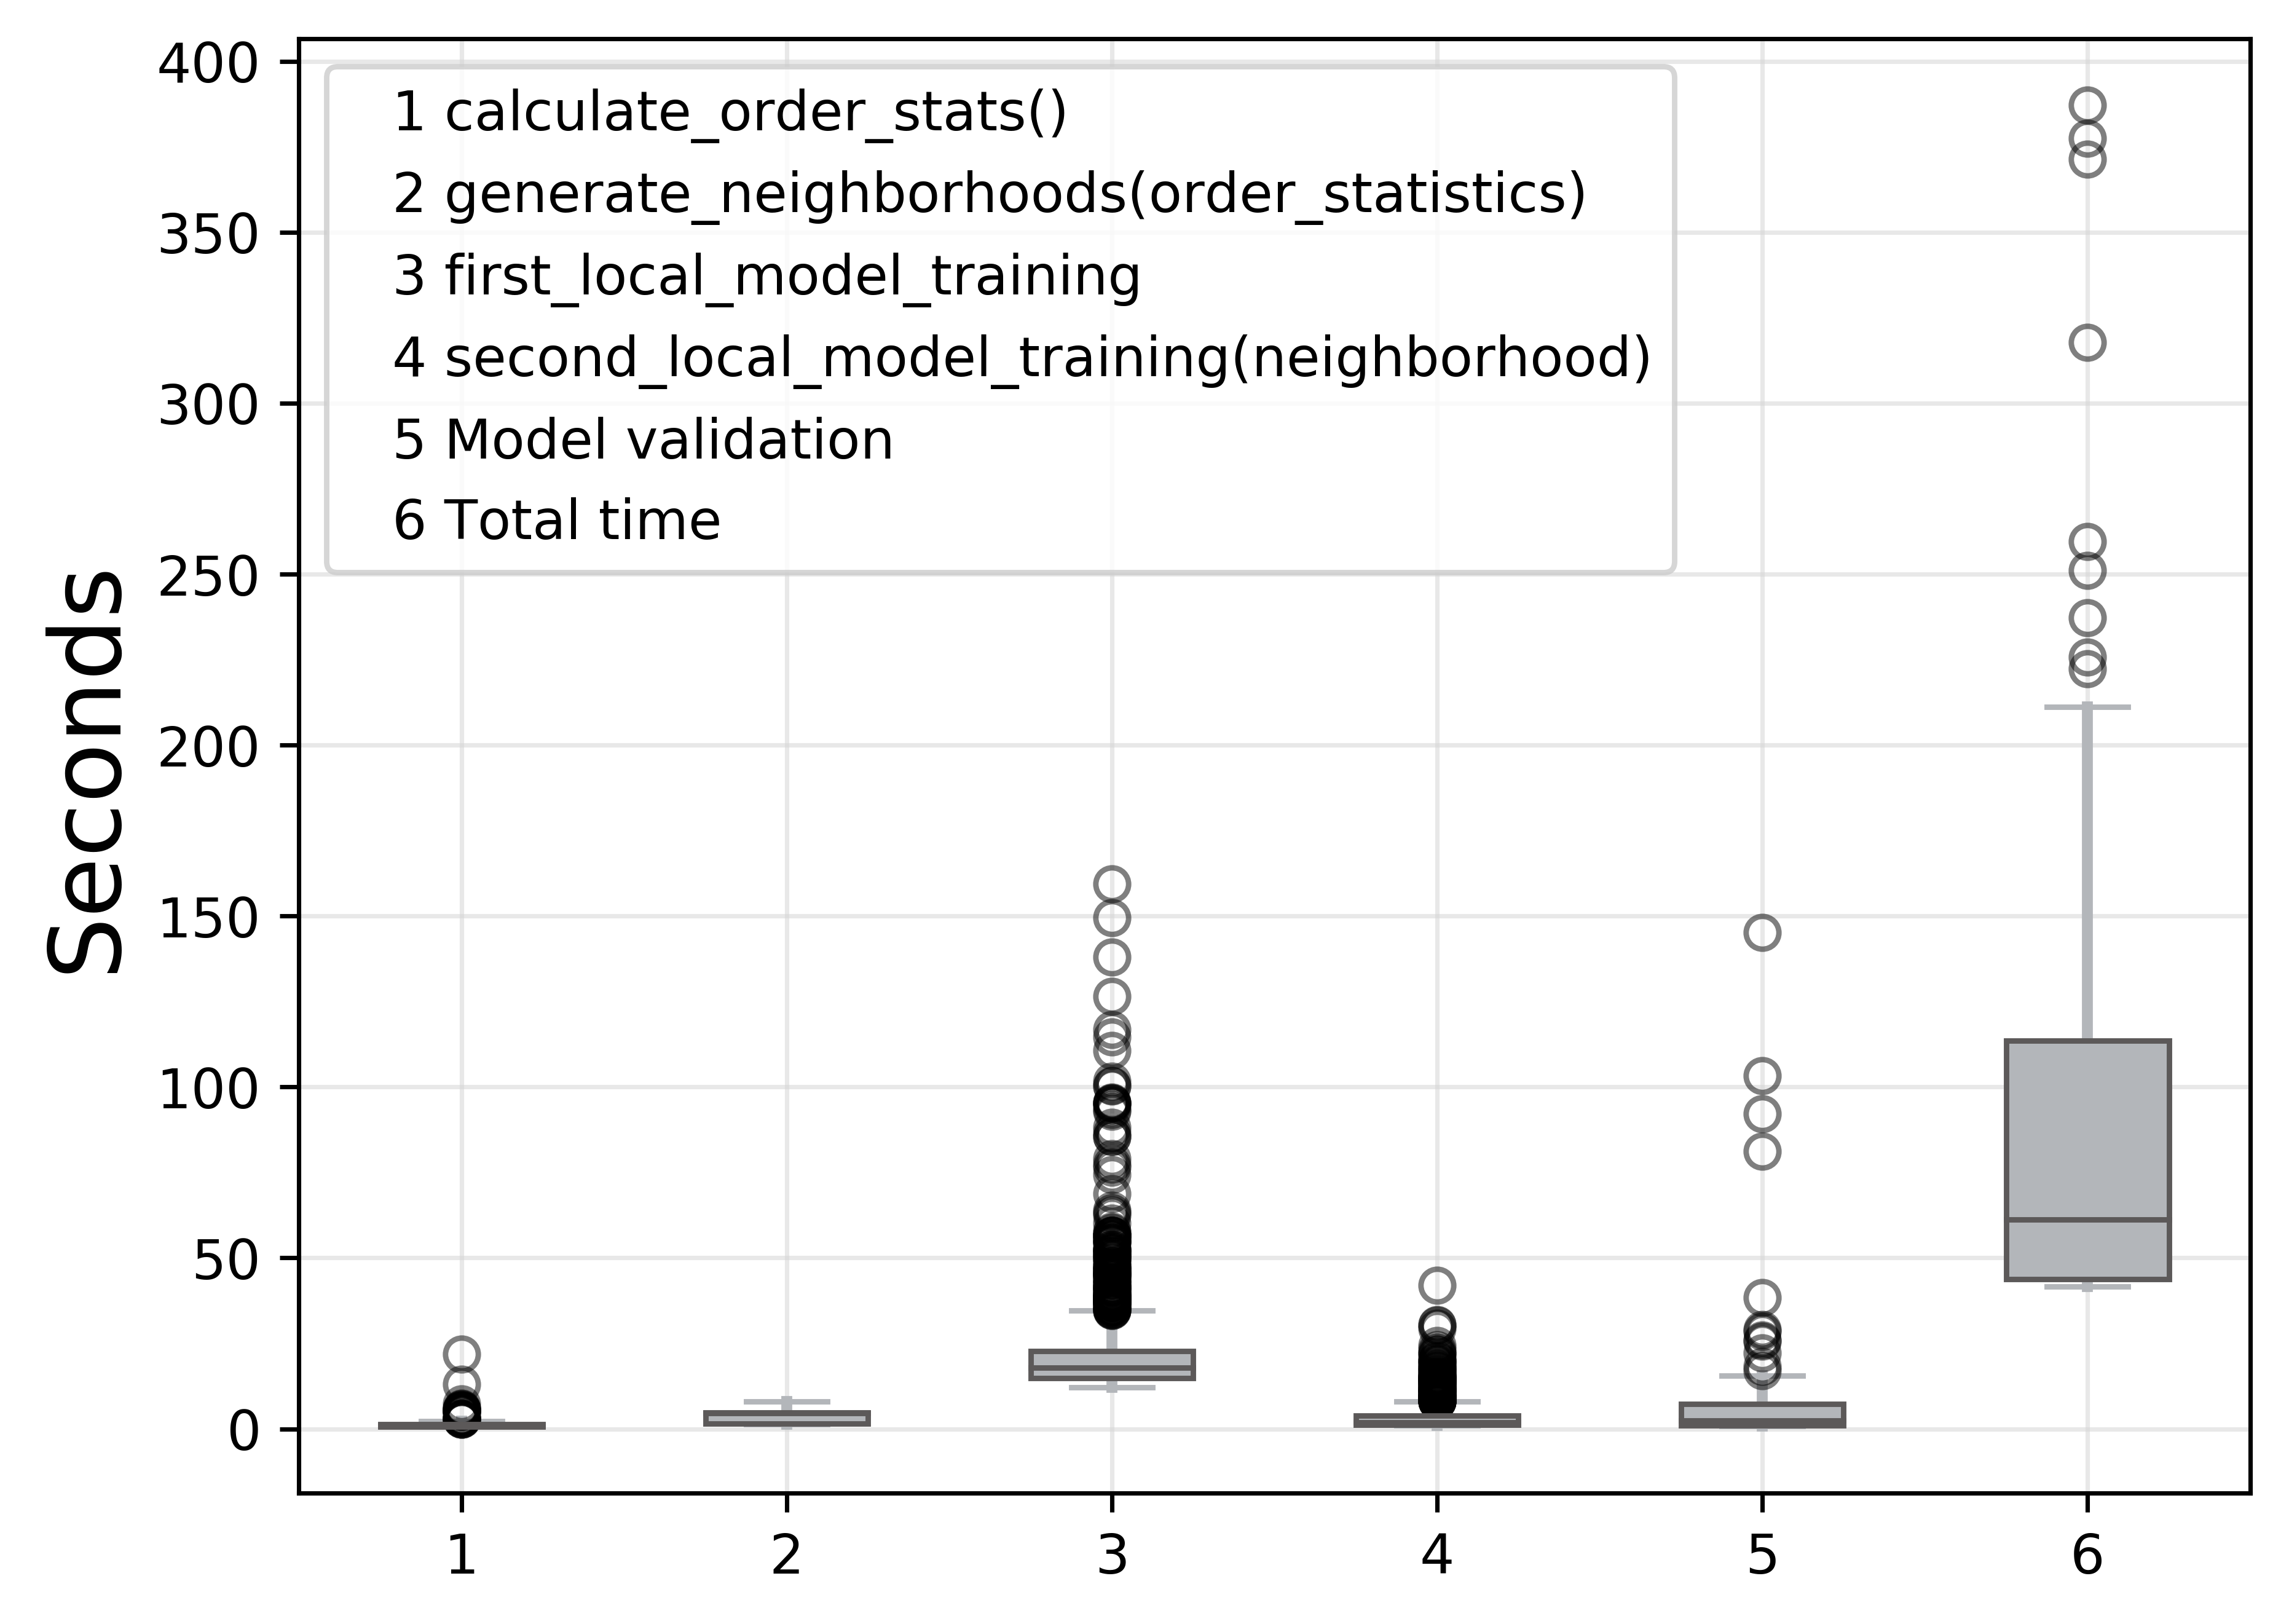 Seconds
400
350
300
250
200
150
100
50
0
1 calculate_order_stats()
2 generate_neighborhoods(order_statistics)
3 first_local_model_training
4 second_local_model_training(neighborhood)
5 Model validation
6 Total time
1 2 3 4 5 6